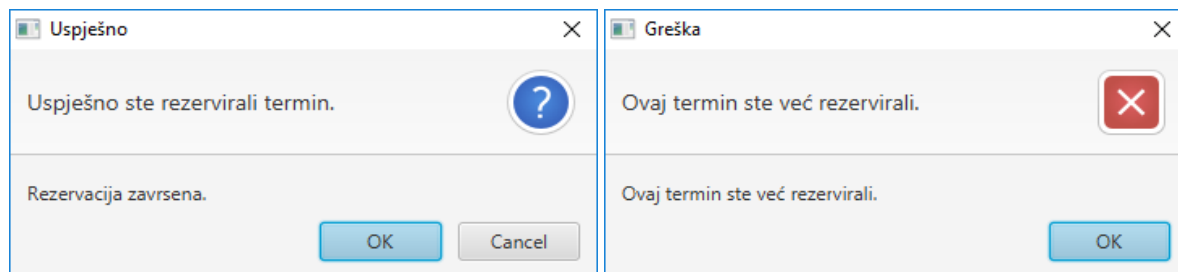 Uspješno
Uspješno ste rezervirali termin.
?
Rezervacija zavrsena.
OK
Cancel
Greška
Ovaj termin ste već rezervirali.
Ovaj termin ste već rezervirali.
OK